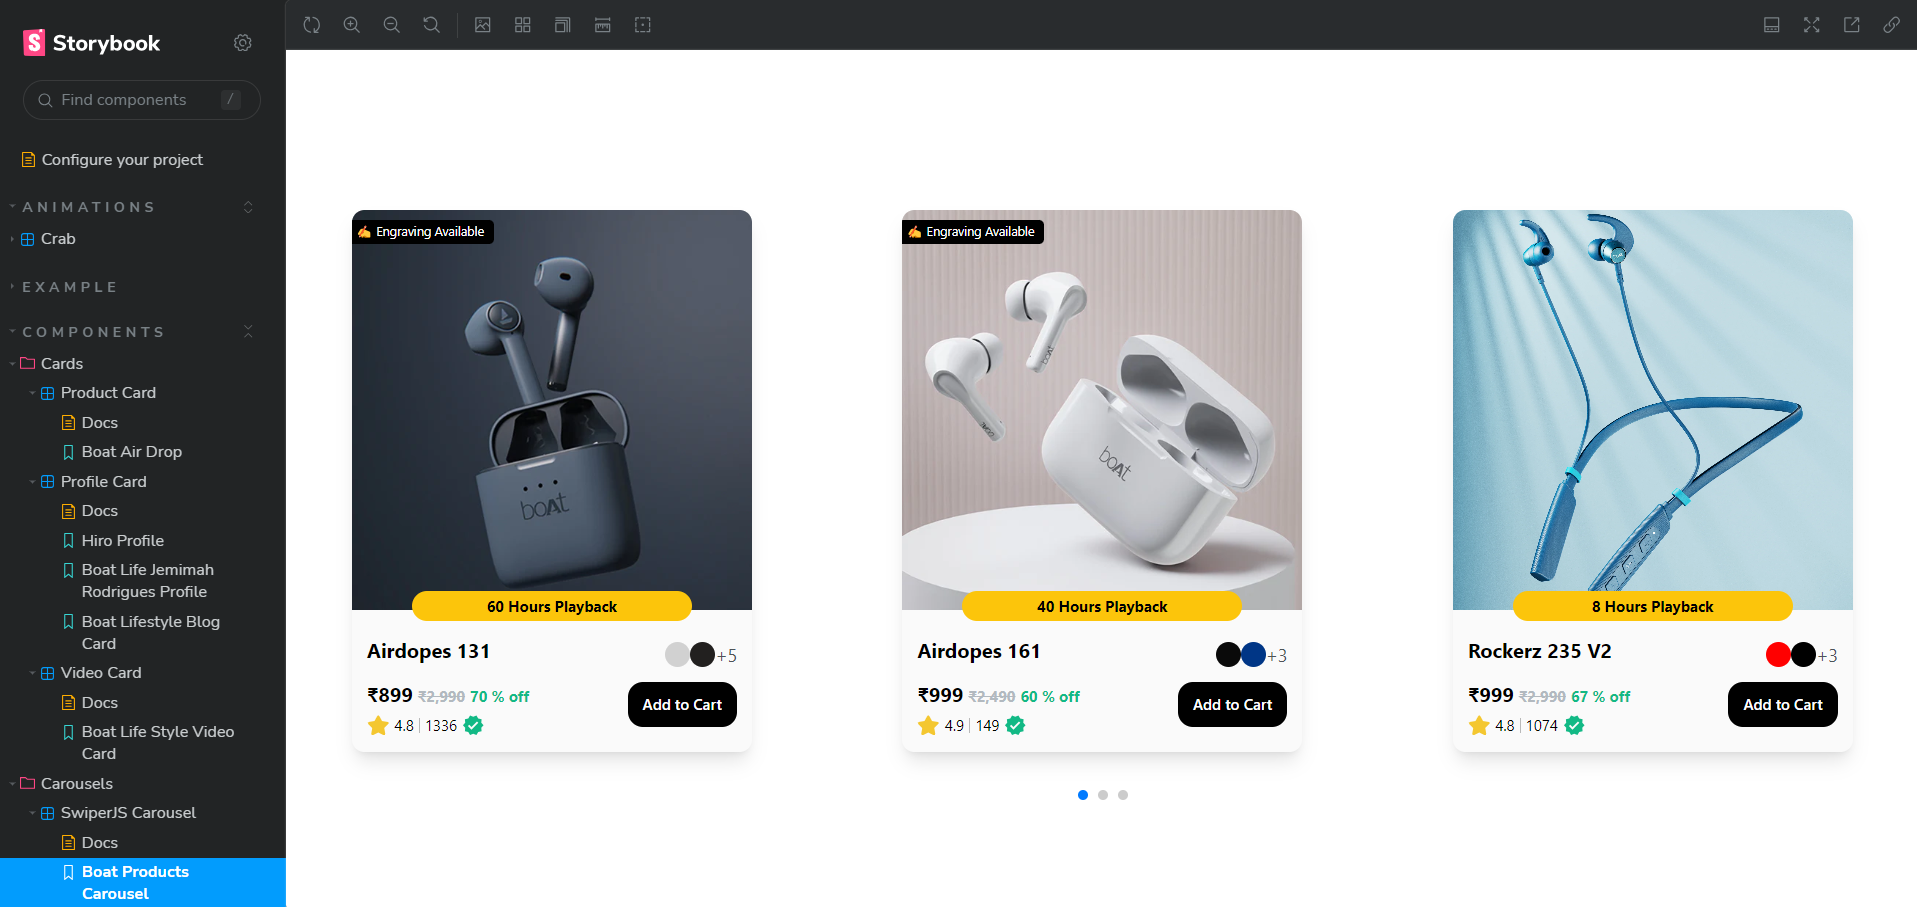 Storybook
Find components
/
Configure your project
ANIMATIONS
Crab
EXAMPLE
COMPONENTS
Cards
Product Card
Docs
Boat Air Drop
Profile Card
Docs
Hiro Profile
Boat Life Jemimah
Rodrigues Profile
Boat Lifestyle Blog
Card
Video Card
Docs
Boat Life Style Video
Card
Carousels
SwiperJS Carousel
Docs
Boat Products
Carousel
✍ Engraving Available
boAt
60 Hours Playback
Airdopes 131
+5
₹899 ₹2,990 70 % off
Add to Cart
4.8 | 1336
✍ Engraving Available
boAt
boAt
boAt
40 Hours Playback
Airdopes 161
+3
₹999 ₹2,490 60 % off
Add to Cart
4.9 | 149
8 Hours Playback
Rockerz 235 V2
+3
₹999 ₹2,990 67 % off
Add to Cart
4.8 | 1074